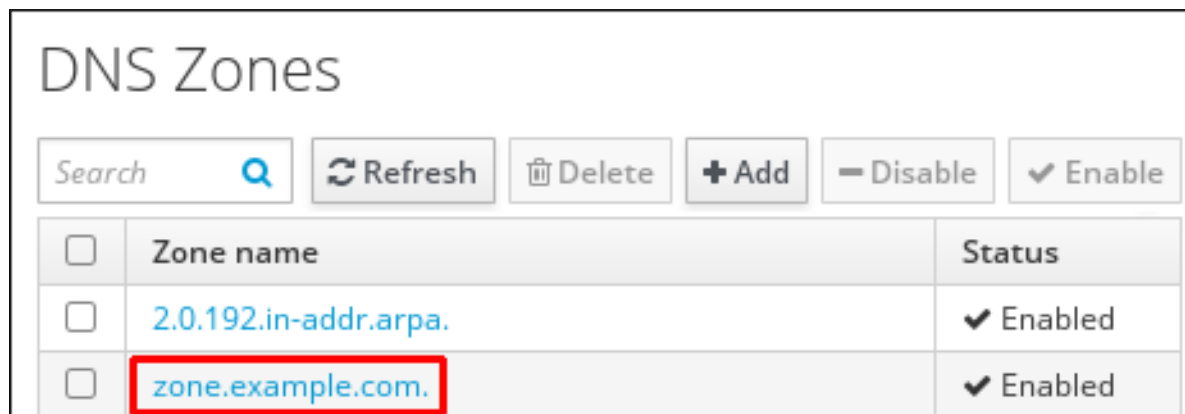 DNS Zones
Search Refresh Delete Add Disable Enable
Zone name Status
2.0.192.in-addr.arpa. Enabled
zone.example.com. Enabled